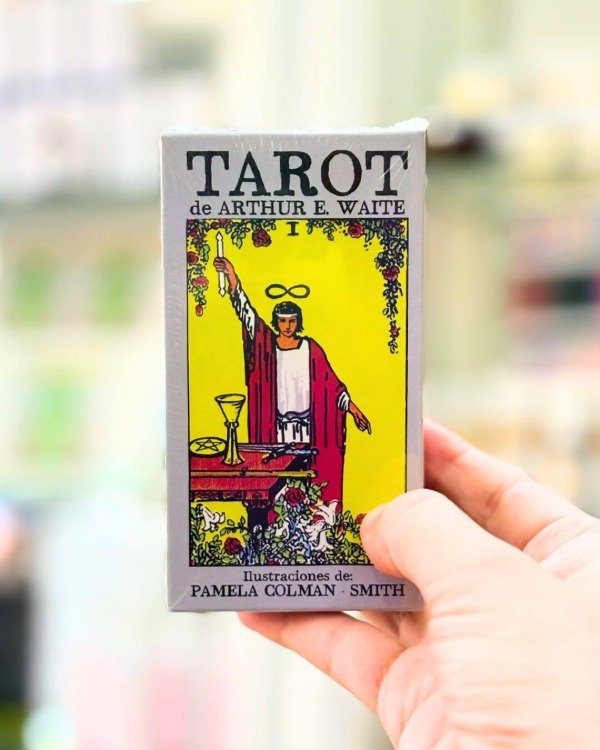 TAROT
de ARTHUR E. WAITE
I
Ilustraciones de:
PAMELA COLMAN · SMITH